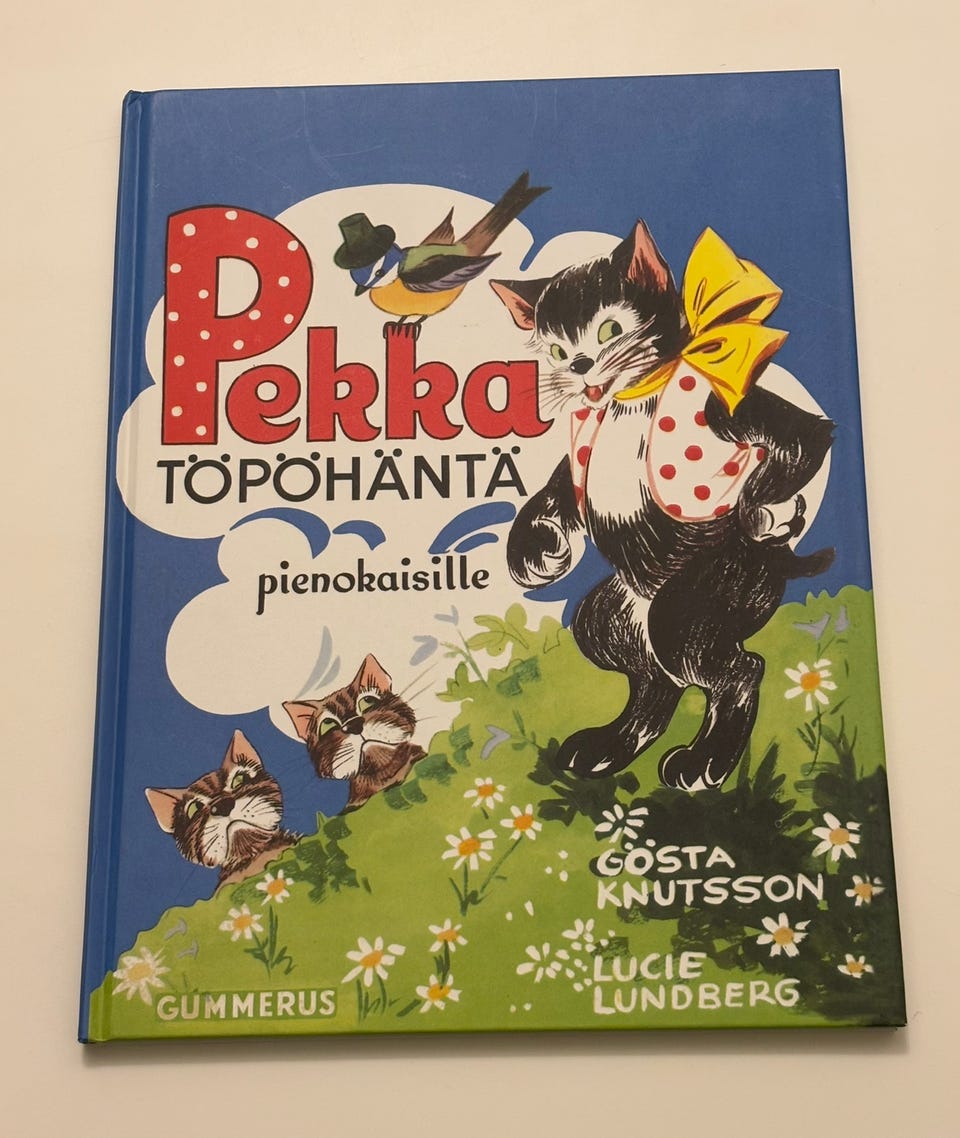 Pekka
TÖPÖHÄNTÄ
pienokaisille
GÖSTA
KNUTSSON
LUCIE
LUNDBERG
GUMMERUS